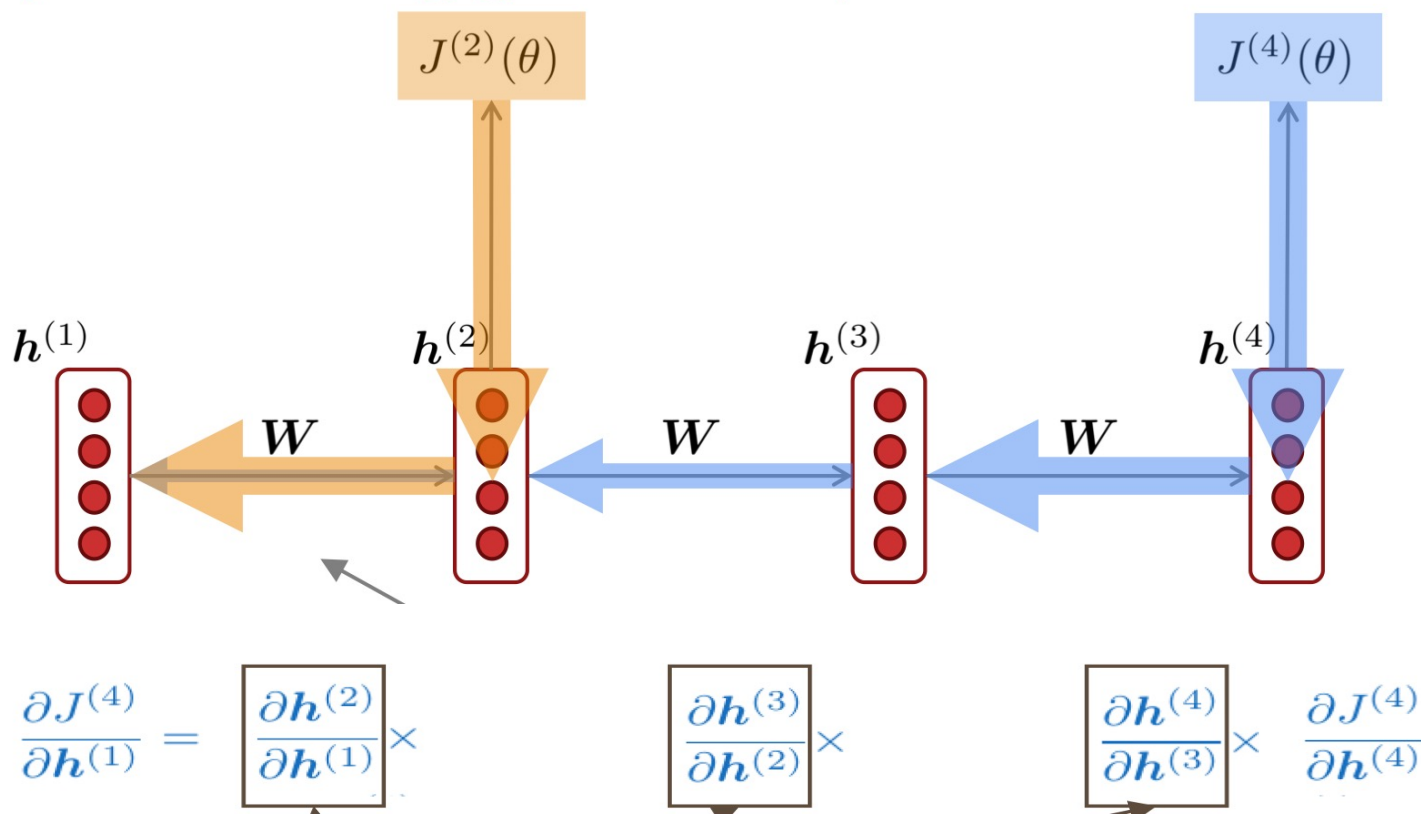 J^{(2)}(θ) J^{(4)}(θ)
h^{(1)} h^{(2)} h^{(3)} h^{(4)}
W W W
∂J^{(4)}/∂h^{(1)} = ∂h^{(2)}/∂h^{(1)} × ∂h^{(3)}/∂h^{(2)} × ∂h^{(4)}/∂h^{(3)} × ∂J^{(4)}/∂h^{(4)}